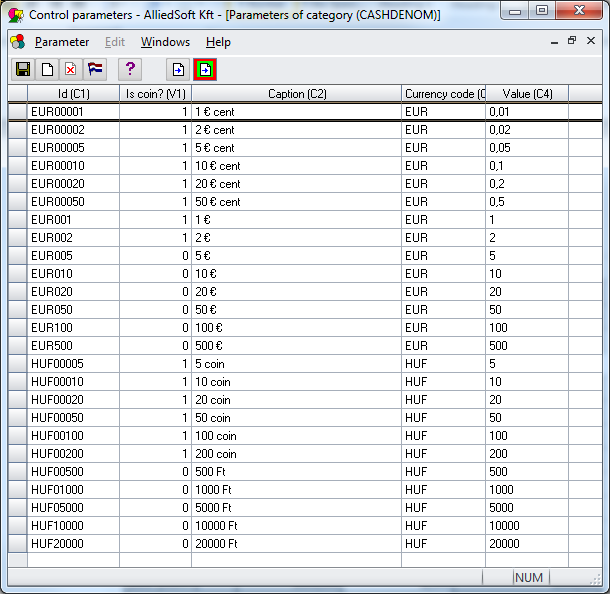 Control parameters - AlliedSoft Kft - [Parameters of category (CASHDENOM)]
Parameter Edit Windows Help
Id (C1) Is coin? (V1) Caption (C2) Currency code (C Value (C4)
EUR00001 1 1 € cent EUR 0,01
EUR00002 1 2 € cent EUR 0,02
EUR00005 1 5 € cent EUR 0,05
EUR00010 1 10 € cent EUR 0,1
EUR00020 1 20 € cent EUR 0,2
EUR00050 1 50 € cent EUR 0,5
EUR001 1 1 € EUR 1
EUR002 1 2 € EUR 2
EUR005 0 5 € EUR 5
EUR010 0 10 € EUR 10
EUR020 0 20 € EUR 20
EUR050 0 50 € EUR 50
EUR100 0 100 € EUR 100
EUR500 0 500 € EUR 500
HUF00005 1 5 coin HUF 5
HUF00010 1 10 coin HUF 10
HUF00020 1 20 coin HUF 20
HUF00050 1 50 coin HUF 50
HUF00100 1 100 coin HUF 100
HUF00200 1 200 coin HUF 200
HUF00500 0 500 Ft HUF 500
HUF01000 0 1000 Ft HUF 1000
HUF05000 0 5000 Ft HUF 5000
HUF10000 0 10000 Ft HUF 10000
HUF20000 0 20000 Ft HUF 20000
NUM